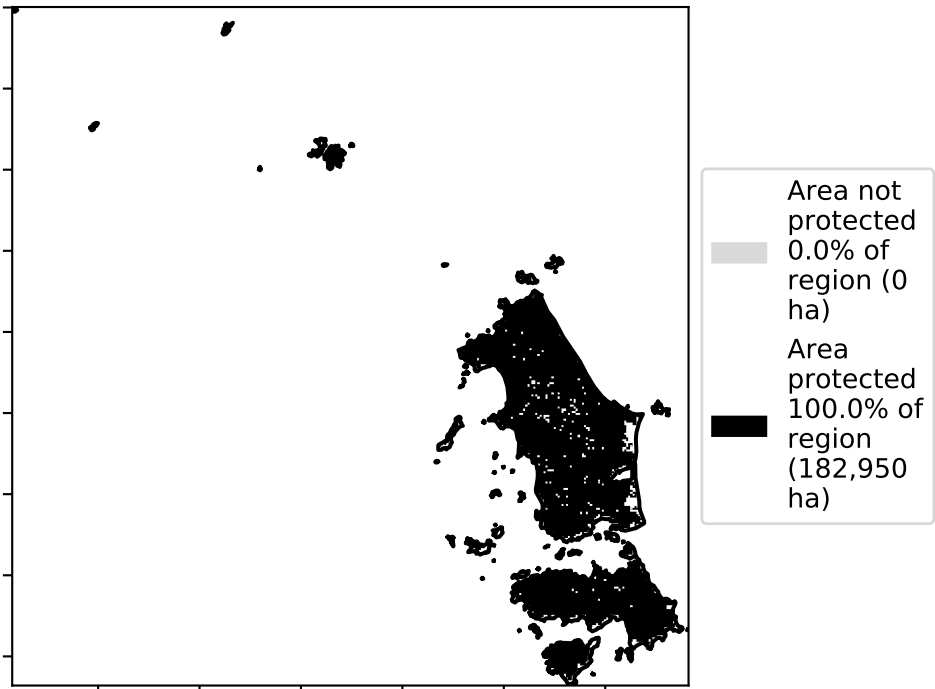 Area not
protected
0.0% of
region (0
ha)
Area
protected
100.0% of
region
(182,950
ha)